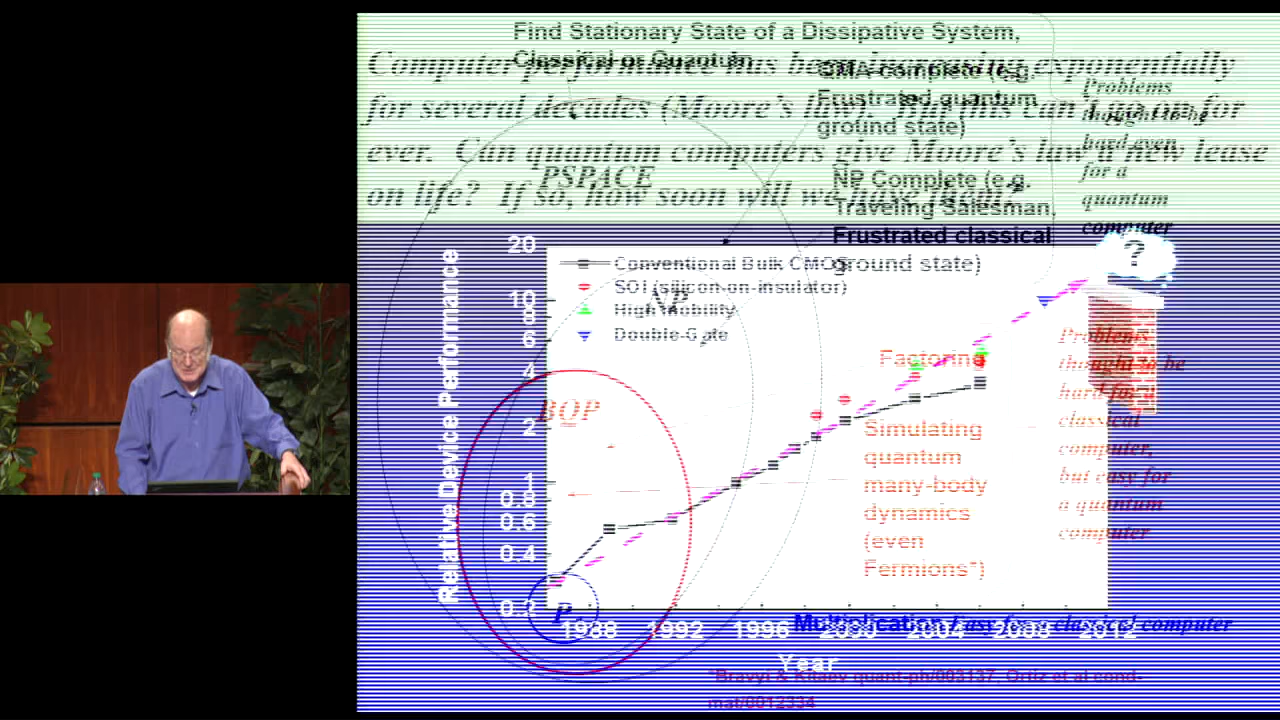 Find Stationary State of a Dissipative System,
Classical or Quantum
Computer performance has been increasing exponentially
for several decades (Moore's law). But this can't go on for
ever. Can quantum computers give Moore's law a new lease
on life? If so, how soon will we have them?
QMA-complete (e.g.
Frustrated quantum
ground state)
NP Complete (e.g.
Traveling Salesman,
Frustrated classical
ground state)
Problems
thought to be
hard even
for a
quantum
computer
PSPACE
NP
BQP
P
?
Conventional Bulk CMOS
SOI (silicon-on-insulator)
High mobility
Double-Gate
Relative Device Performance
20
10
8
6
4
2
1
0.8
0.6
0.4
0.2
Factoring
Simulating
quantum
many-body
dynamics
(even
Fermions*)
Problems
thought to be
hard for a
classical
computer,
but easy for
a quantum
computer
Multiplication Easy for a classical computer
1988 1992 1996 2000 2004 2008 2012
Year
*Bravyi & Kitaev quant-ph/003137, Ortiz et al cond-
mat/0012334